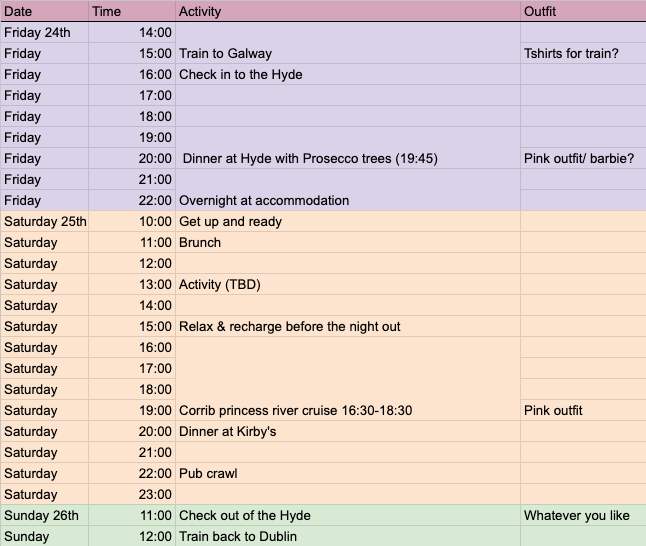 Date Time Activity Outfit
Friday 24th 14:00
Friday 15:00 Train to Galway Tshirts for train?
Friday 16:00 Check in to the Hyde
Friday 17:00
Friday 18:00
Friday 19:00
Friday 20:00 Dinner at Hyde with Prosecco trees (19:45) Pink outfit/ barbie?
Friday 21:00
Friday 22:00 Overnight at accommodation
Saturday 25th 10:00 Get up and ready
Saturday 11:00 Brunch
Saturday 12:00
Saturday 13:00 Activity (TBD)
Saturday 14:00
Saturday 15:00 Relax & recharge before the night out
Saturday 16:00
Saturday 17:00
Saturday 18:00
Saturday 19:00 Corrib princess river cruise 16:30-18:30 Pink outfit
Saturday 20:00 Dinner at Kirby's
Saturday 21:00
Saturday 22:00 Pub crawl
Saturday 23:00
Sunday 26th 11:00 Check out of the Hyde Whatever you like
Sunday 12:00 Train back to Dublin